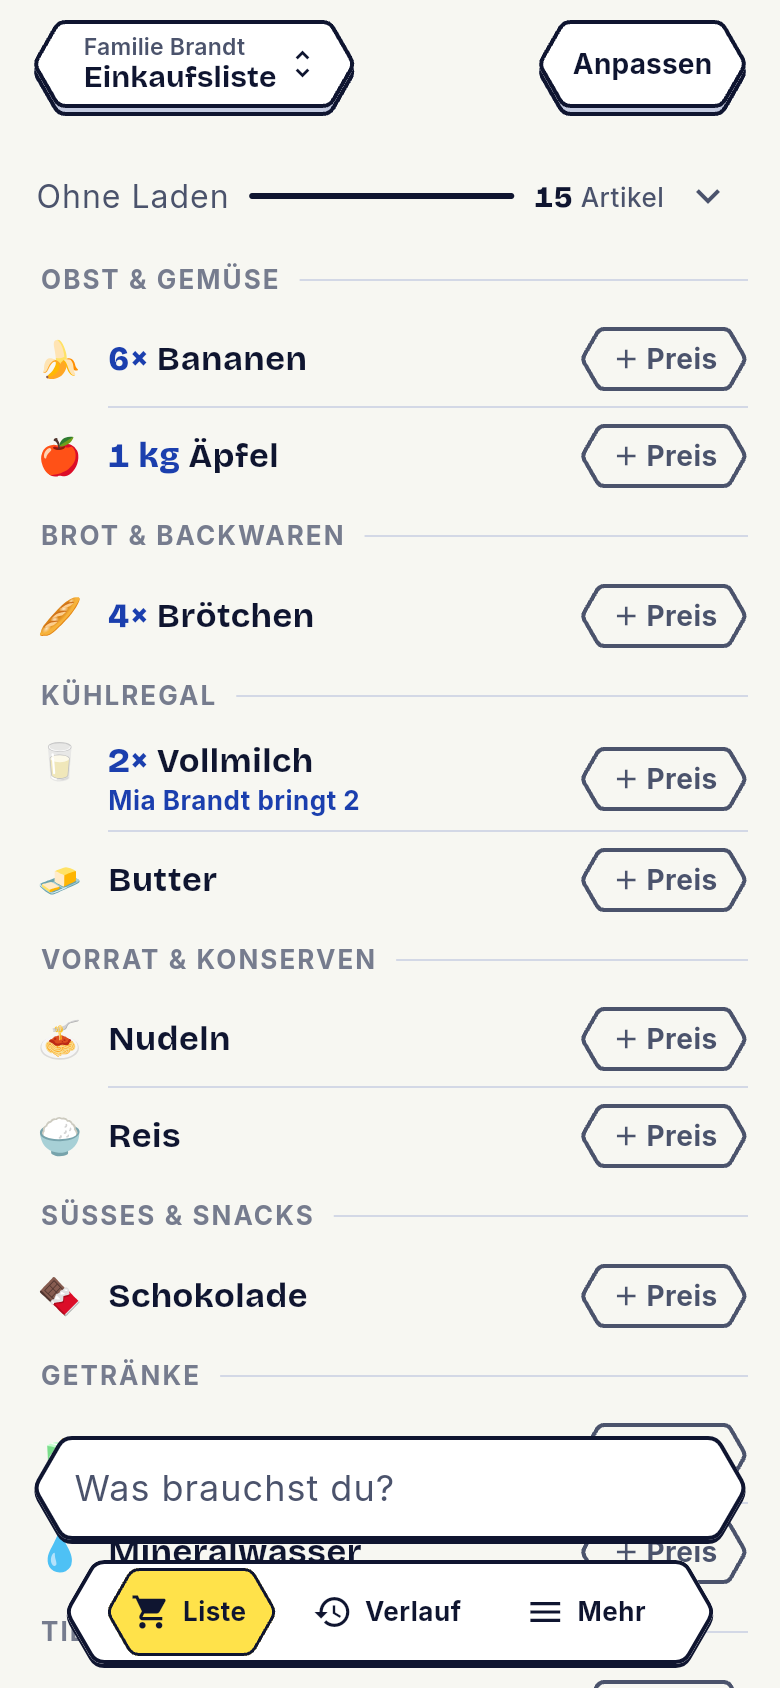 Familie Brandt
Einkaufsliste
Anpassen
Ohne Laden 15 Artikel
OBST & GEMÜSE
6× Bananen + Preis
1 kg Äpfel + Preis
BROT & BACKWAREN
4× Brötchen + Preis
KÜHLREGAL
2× Vollmilch + Preis
Mia Brandt bringt 2
Butter + Preis
VORRAT & KONSERVEN
Nudeln + Preis
Reis + Preis
SÜSSES & SNACKS
Schokolade + Preis
GETRÄNKE
Was brauchst du?
Mineralwasser + Preis
Liste Verlauf Mehr